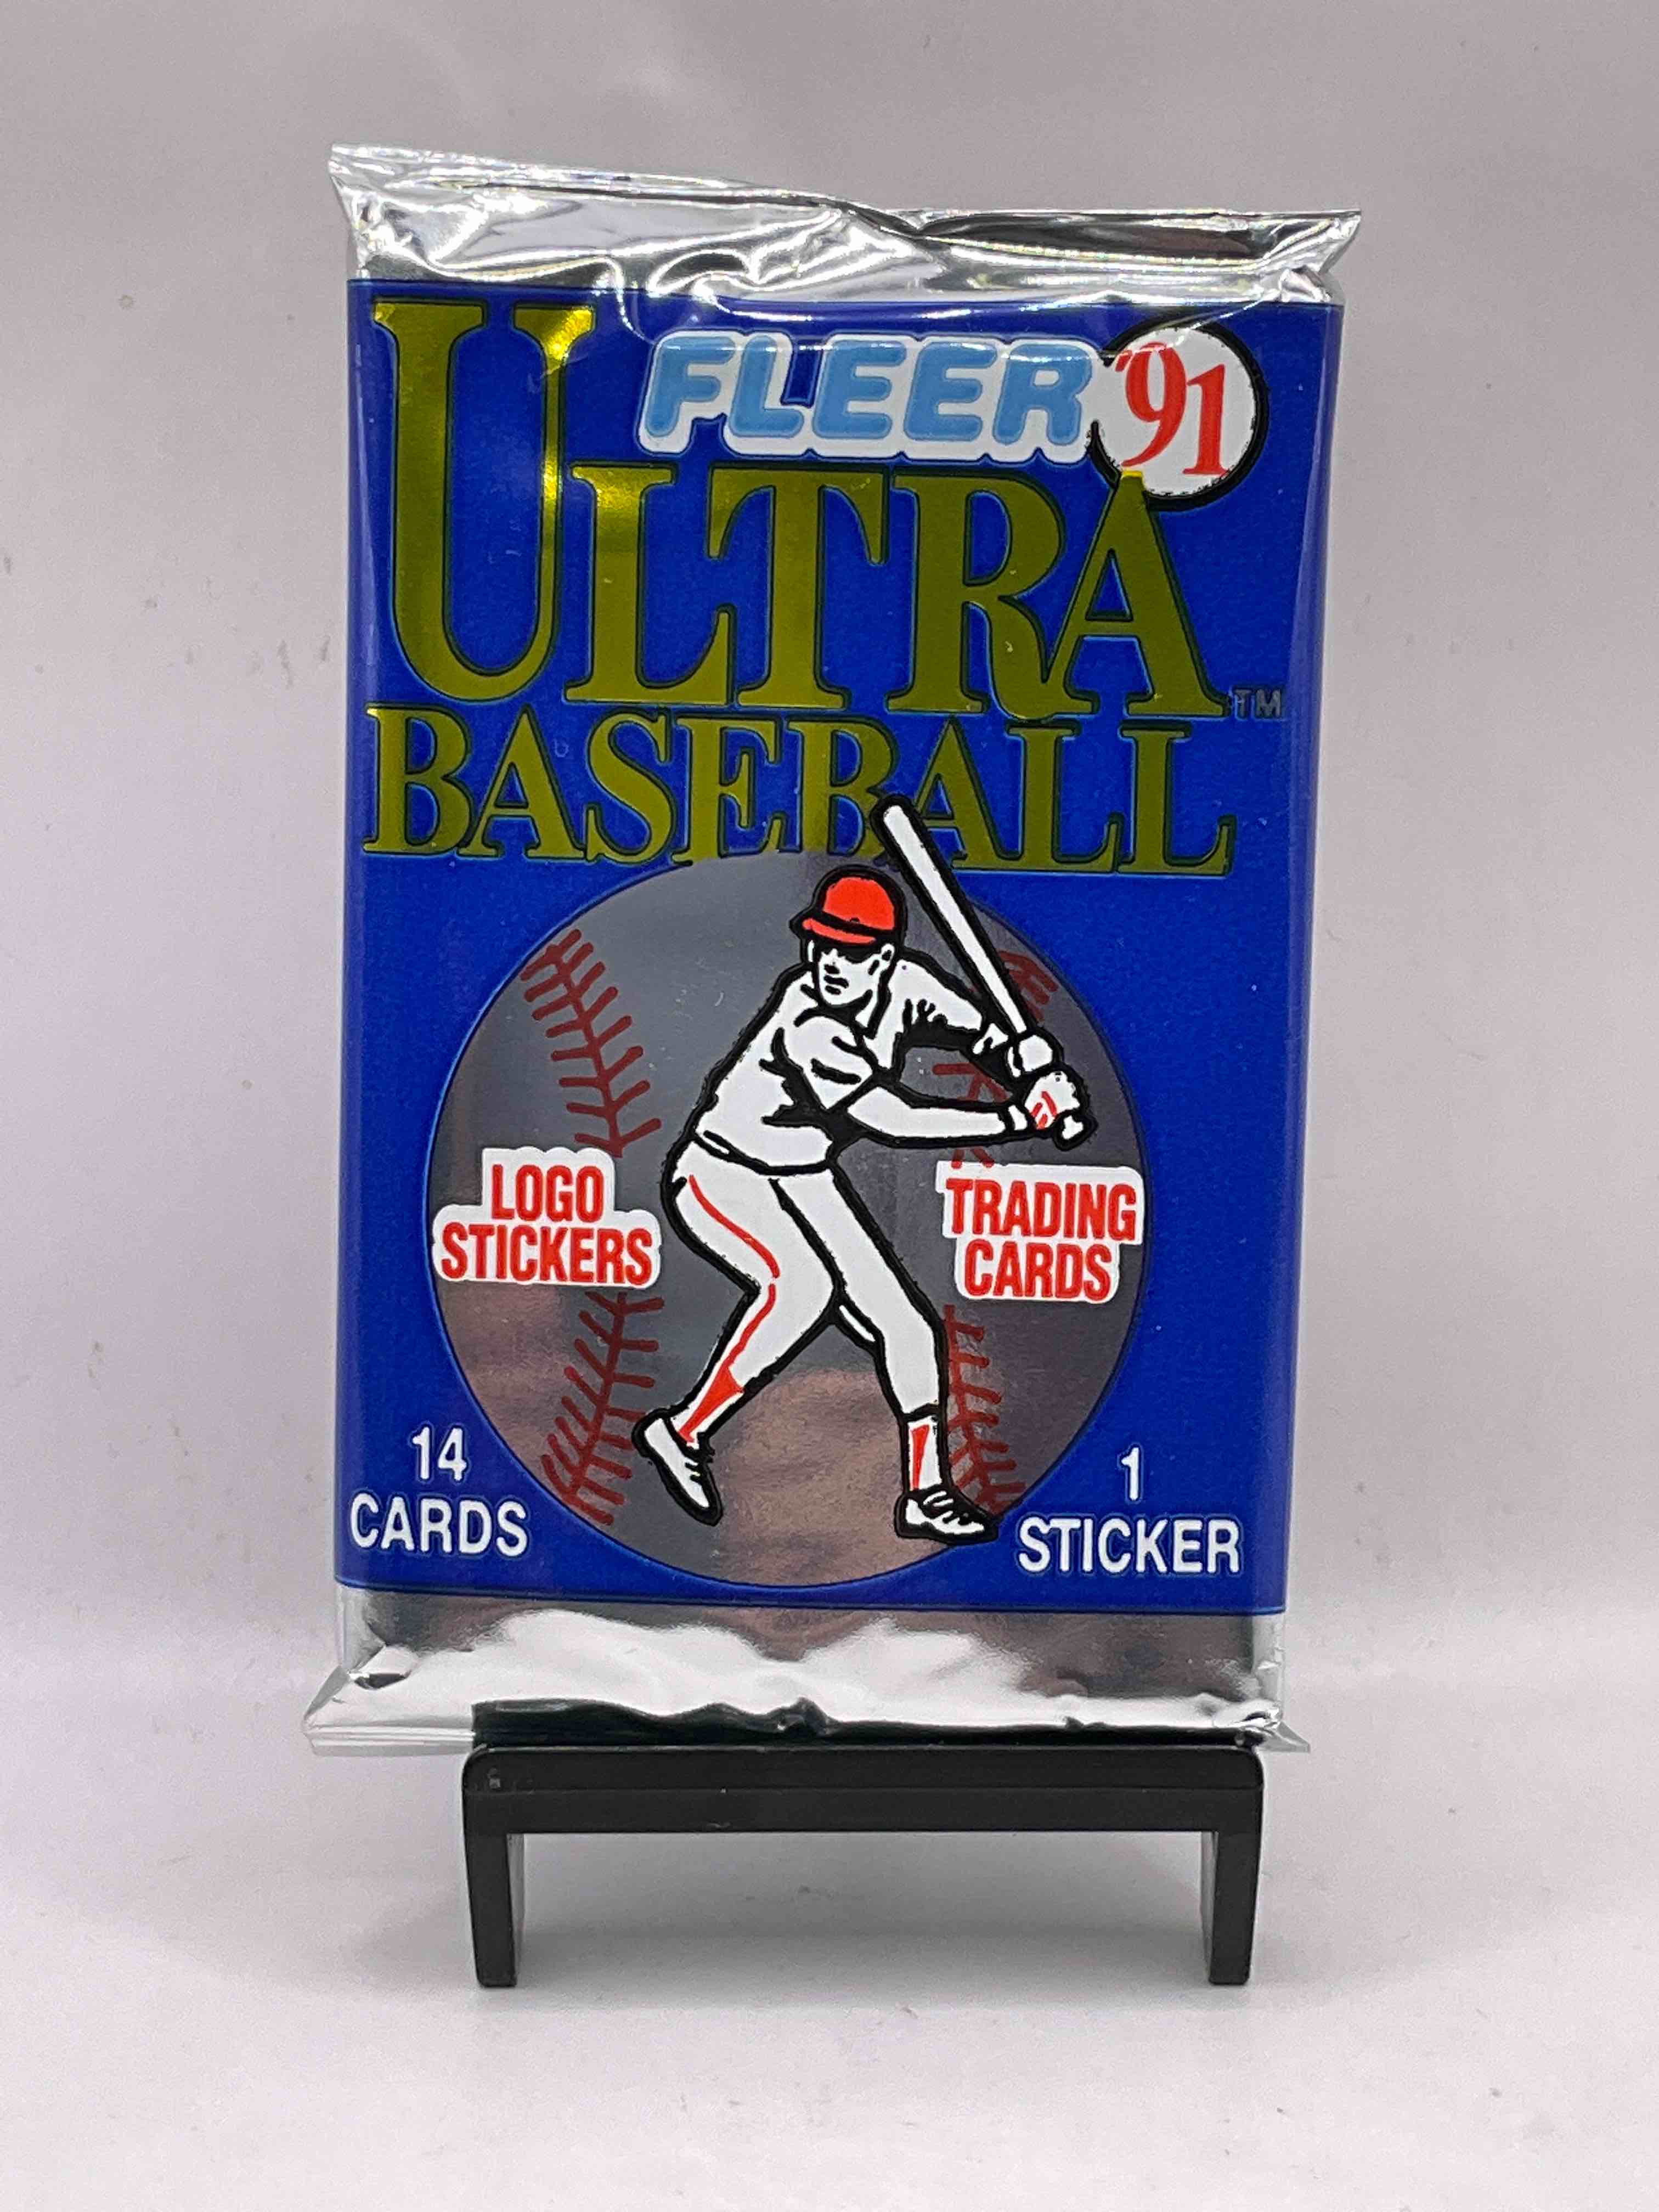 FLEER '91
ULTRA™
BASEBALL
LOGO
STICKERS
TRADING
CARDS
14
CARDS
1
STICKER